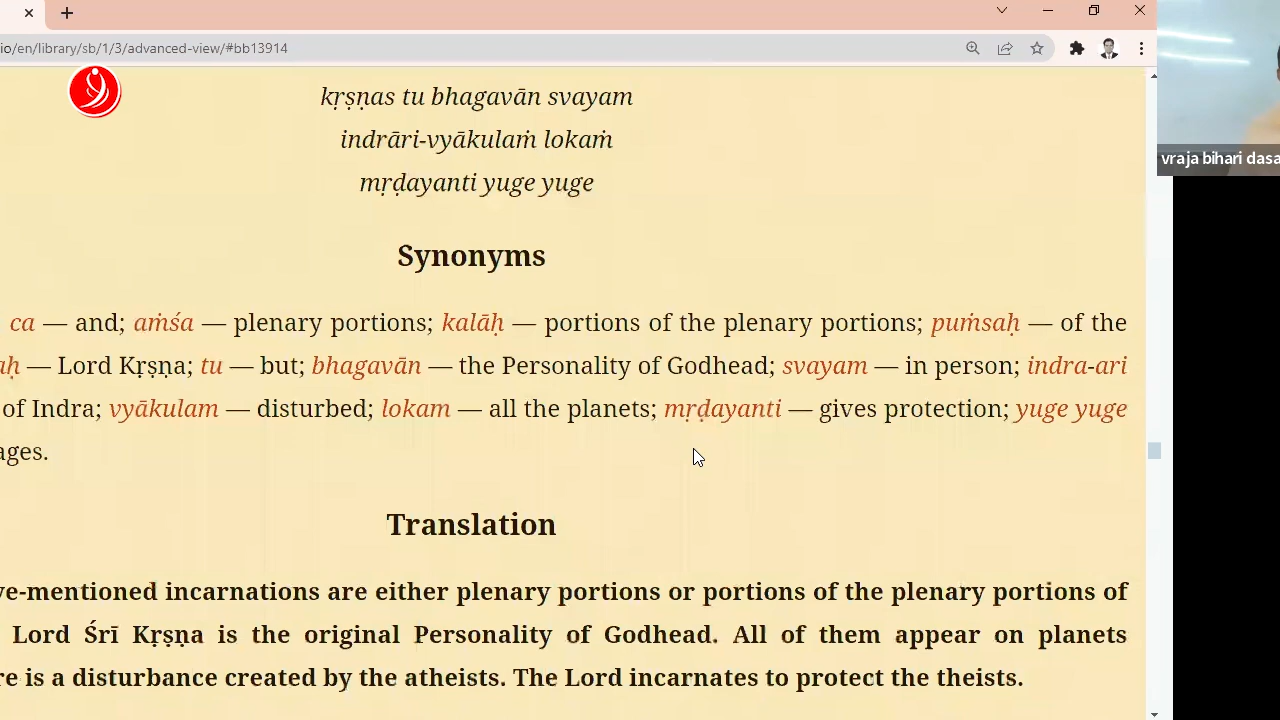 io/en/library/sb/1/3/advanced-view/#bb13914
kṛṣṇas tu bhagavān svayam
indrāri-vyākulaṁ lokaṁ
mṛḍayanti yuge yuge
Synonyms
ca — and; aṁśa — plenary portions; kalāḥ — portions of the plenary portions; puṁsaḥ — of the
aḥ — Lord Kṛṣṇa; tu — but; bhagavān — the Personality of Godhead; svayam — in person; indra-ari
of Indra; vyākulam — disturbed; lokam — all the planets; mṛḍayanti — gives protection; yuge yuge
ages.
Translation
ve-mentioned incarnations are either plenary portions or portions of the plenary portions of
Lord Śrī Kṛṣṇa is the original Personality of Godhead. All of them appear on planets
re is a disturbance created by the atheists. The Lord incarnates to protect the theists.
vraja bihari dasa